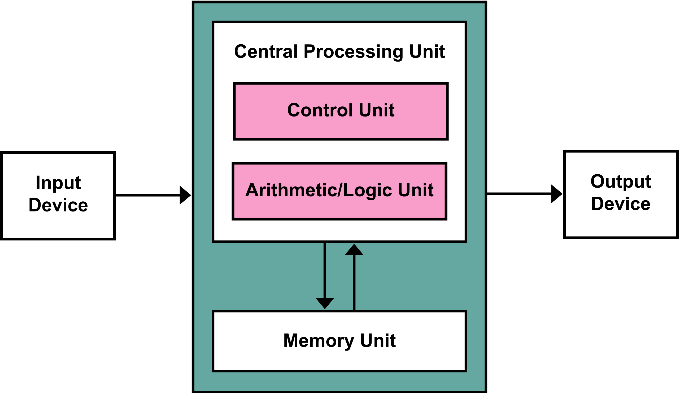 Central Processing Unit
Control Unit
Arithmetic/Logic Unit
Input
Device
Output
Device
Memory Unit